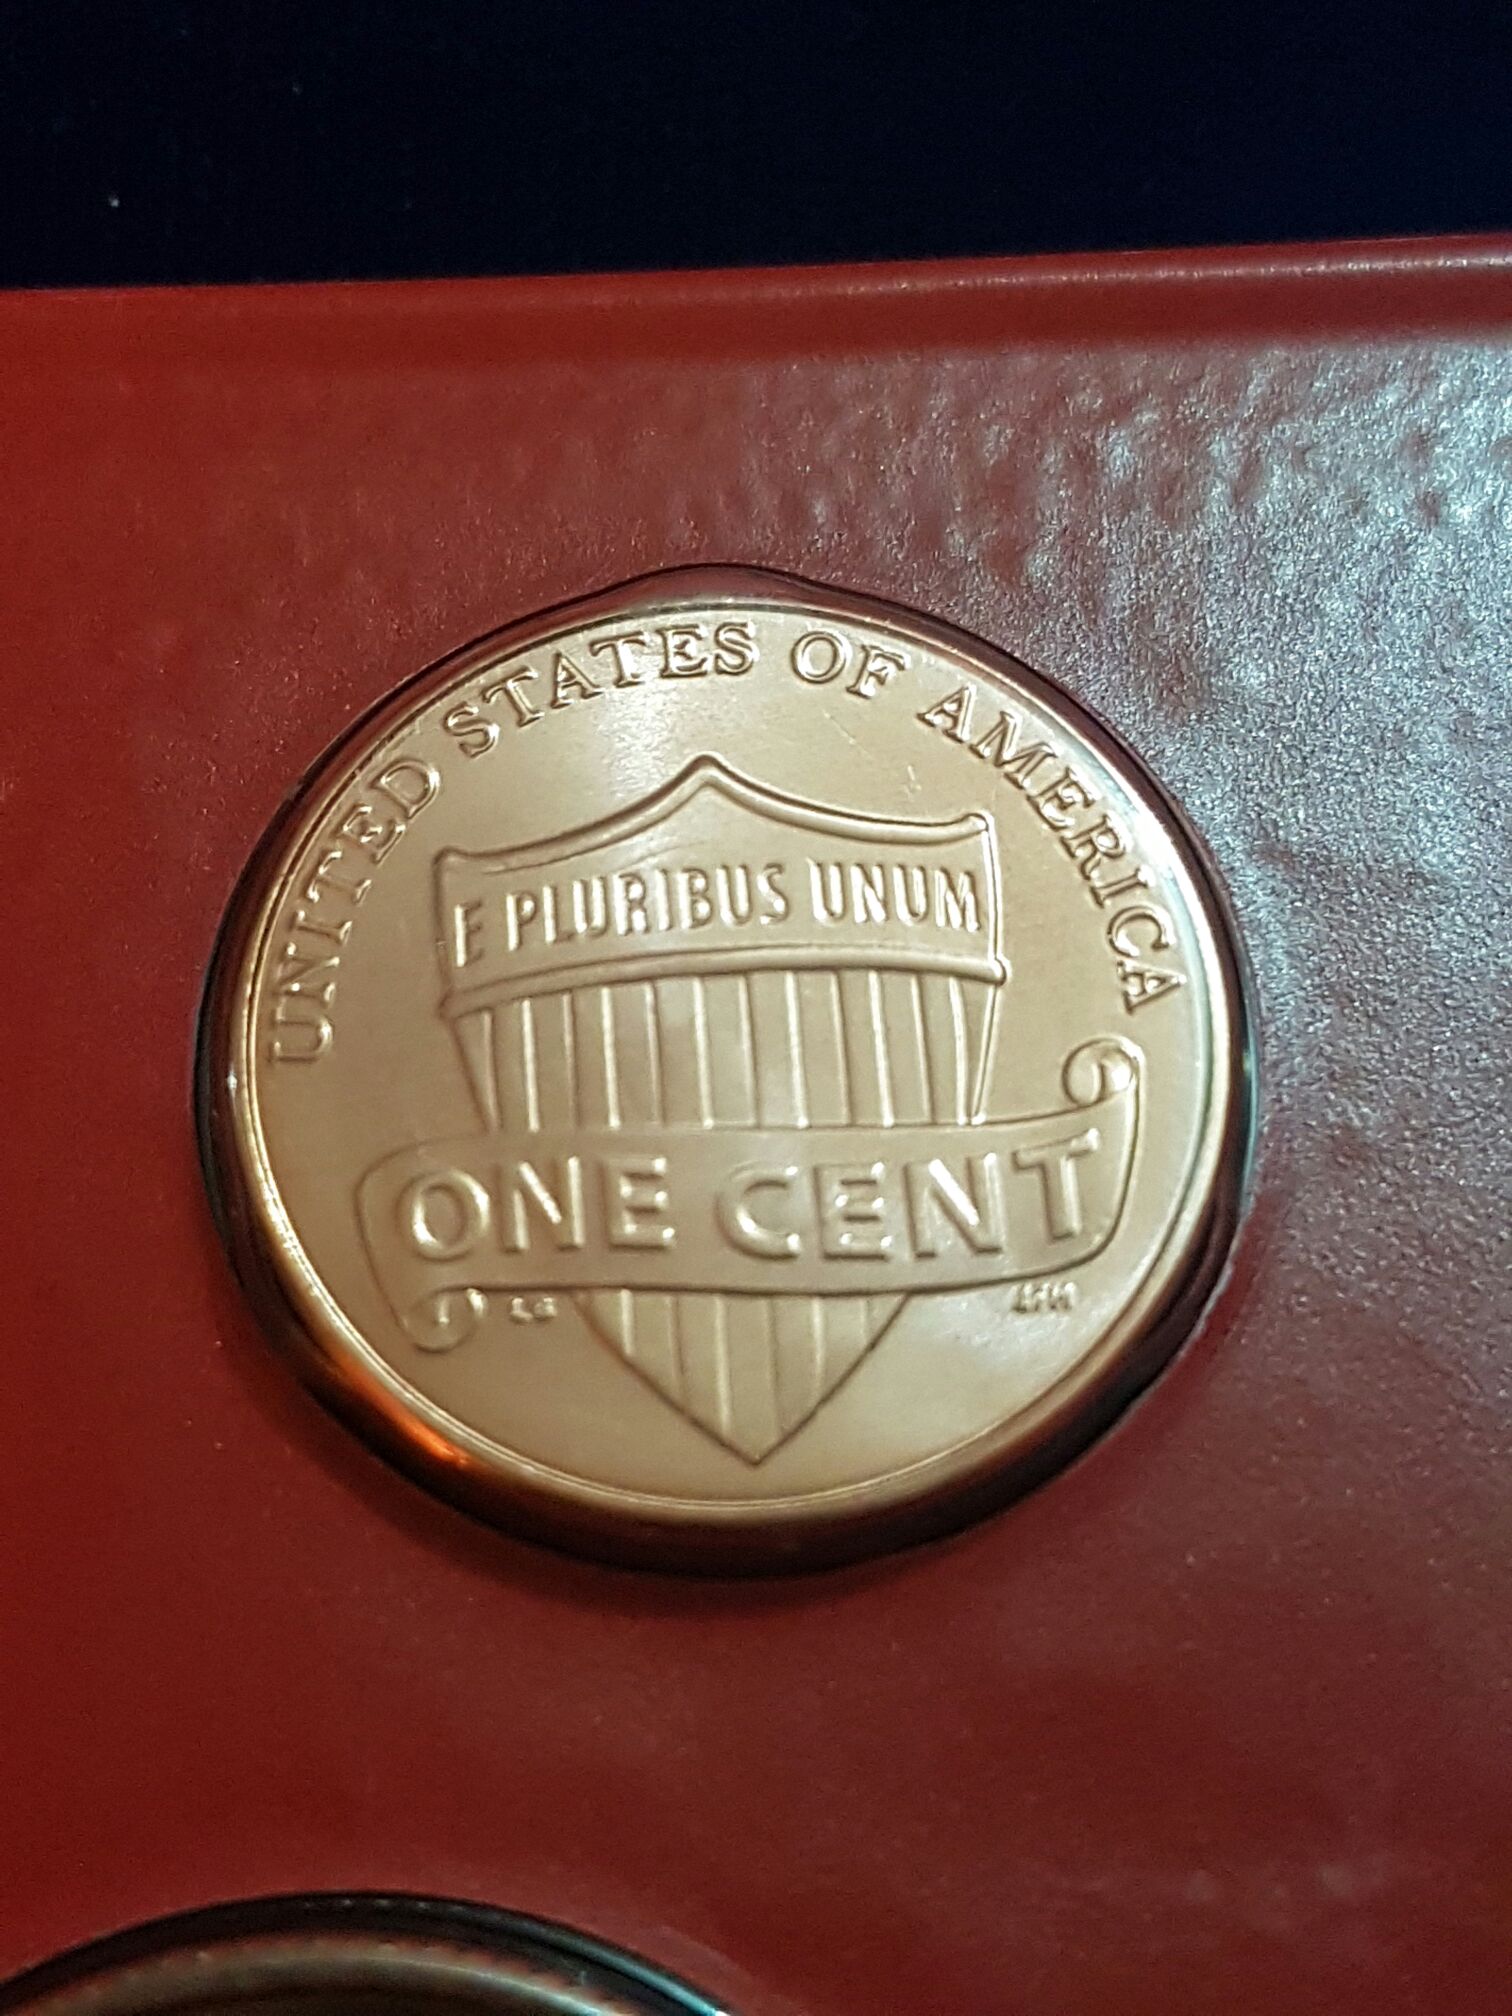 UNITED STATES OF AMERICA
E PLURIBUS UNUM
ONE CENT